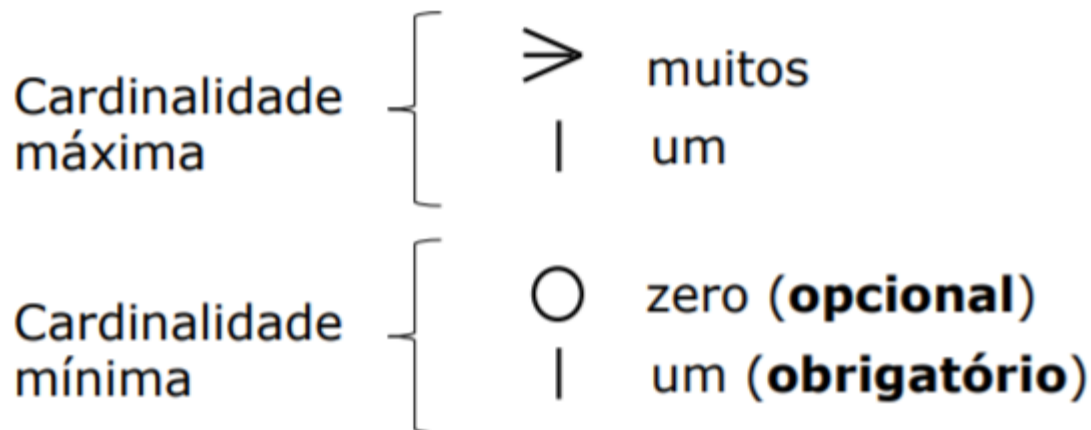 Cardinalidade
máxima
muitos
um
Cardinalidade
mínima
zero (opcional)
um (obrigatório)